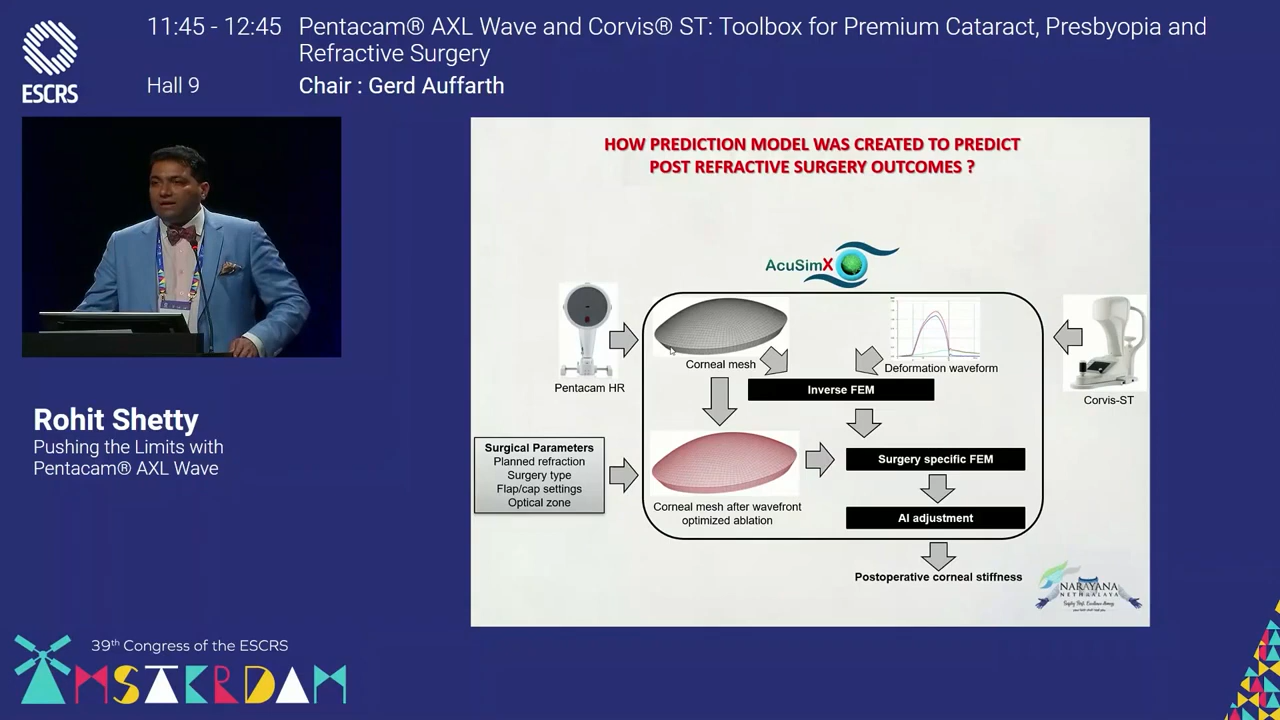 11:45 - 12:45
Pentacam® AXL Wave and Corvis® ST: Toolbox for Premium Cataract, Presbyopia and
Refractive Surgery
Hall 9
Chair : Gerd Auffarth
ESCRS
Rohit Shetty
Pushing the Limits with
Pentacam® AXL Wave
HOW PREDICTION MODEL WAS CREATED TO PREDICT
POST REFRACTIVE SURGERY OUTCOMES ?
AcuSimX
Pentacam HR
Corneal mesh
Deformation waveform
Corvis-ST
Inverse FEM
Surgical Parameters
Planned refraction
Surgery type
Flap/cap settings
Optical zone
Surgery specific FEM
Corneal mesh after wavefront
optimized ablation
AI adjustment
Postoperative corneal stiffness
NARAYANA
NETHRALAYA
39th Congress of the ESCRS
AMSTERDAM